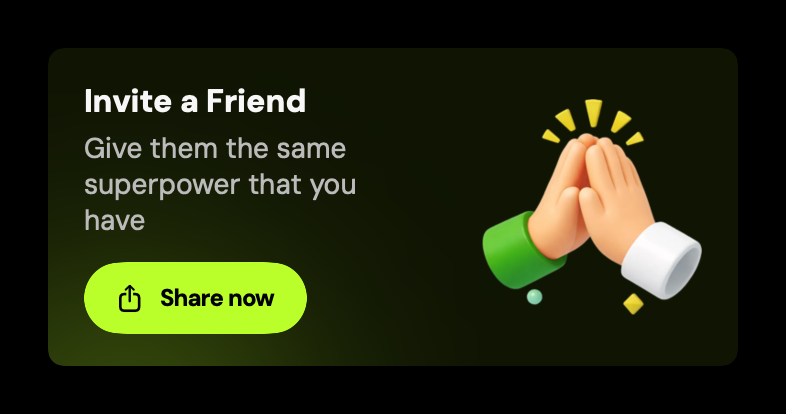 Invite a Friend
Give them the same
superpower that you
have
Share now